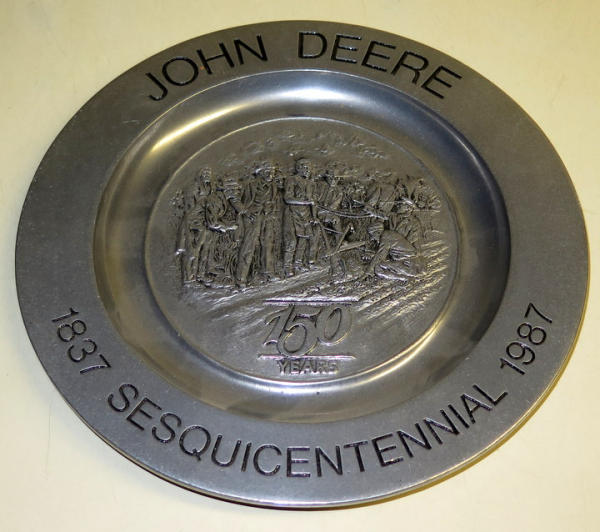 JOHN DEERE
150
YEARS
1837 SESQUICENTENNIAL 1987